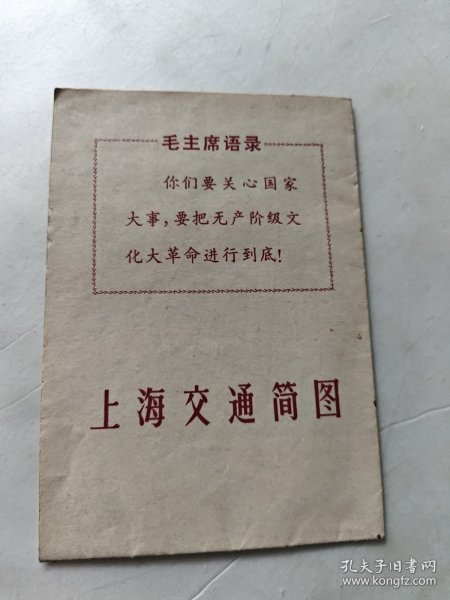 毛主席语录
你们要关心国家
大事，要把无产阶级文
化大革命进行到底！
上海交通简图
孔夫子旧书网
www.kongfz.com